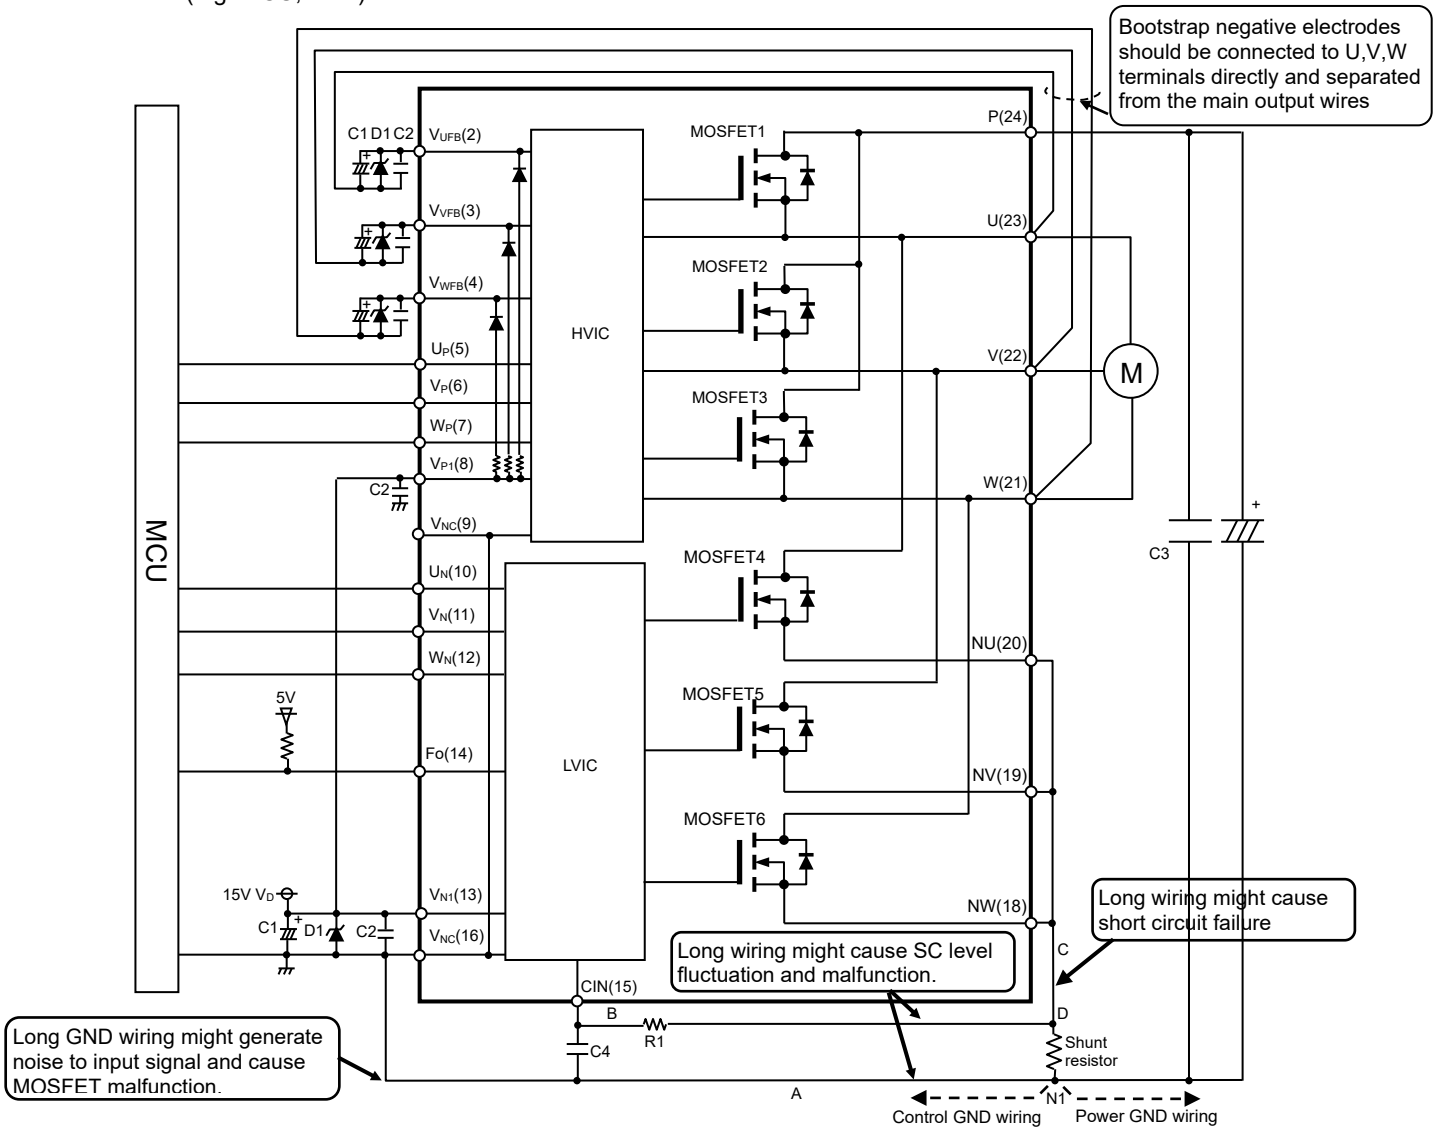 Bootstrap negative electrodes
should be connected to U,V,W
terminals directly and separated
from the main output wires
P(24)
C1 D1 C2
+
VUFB(2)
MOSFET1
VVFB(3)
+
U(23)
MOSFET2
VWFB(4)
+
HVIC
UP(5)
V(22)
M
VP(6)
MOSFET3
WP(7)
VP1(8)
C2
W(21)
+
C3
VNC(9)
MCU
MOSFET4
UN(10)
VN(11)
WN(12)
NU(20)
5V
MOSFET5
Fo(14)
LVIC
NV(19)
MOSFET6
15V VD
VN1(13)
NW(18)
Long wiring might cause
short circuit failure
C1
+
D1
C2
VNC(16)
Long wiring might cause SC level
fluctuation and malfunction.
C
CIN(15)
B
R1
D
C4
Shunt
resistor
Long GND wiring might generate
noise to input signal and cause
MOSFET malfunction.
A
N1
Control GND wiring
Power GND wiring